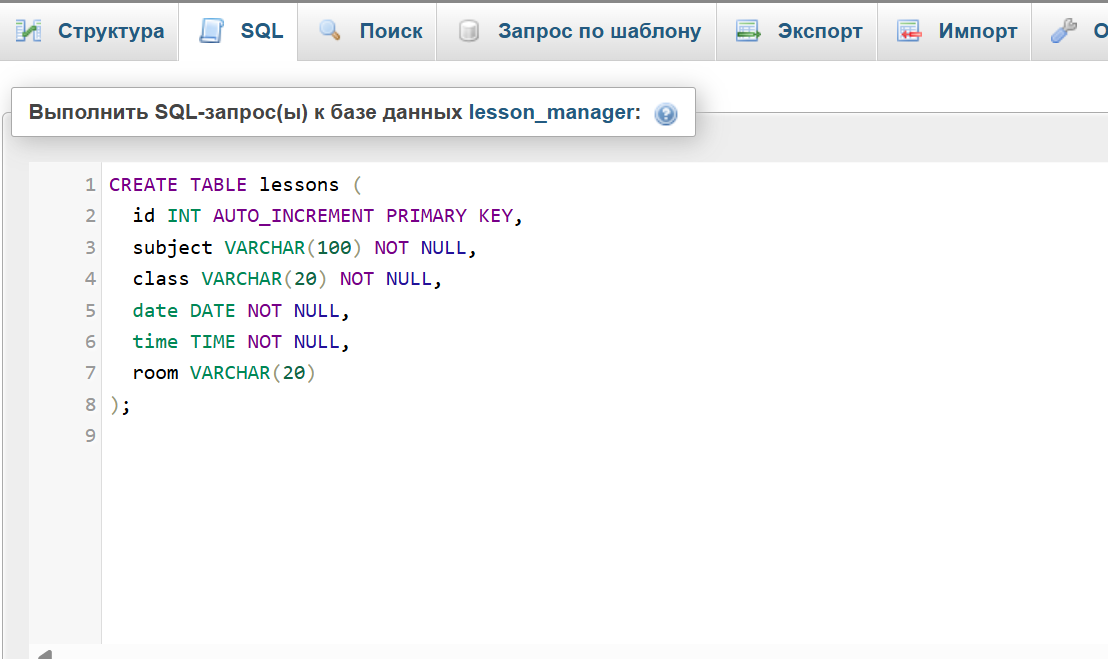 Структура SQL Поиск Запрос по шаблону Экспорт Импорт О
Выполнить SQL-запрос(ы) к базе данных lesson_manager:
1 CREATE TABLE lessons (
2 id INT AUTO_INCREMENT PRIMARY KEY,
3 subject VARCHAR(100) NOT NULL,
4 class VARCHAR(20) NOT NULL,
5 date DATE NOT NULL,
6 time TIME NOT NULL,
7 room VARCHAR(20)
8 );
9